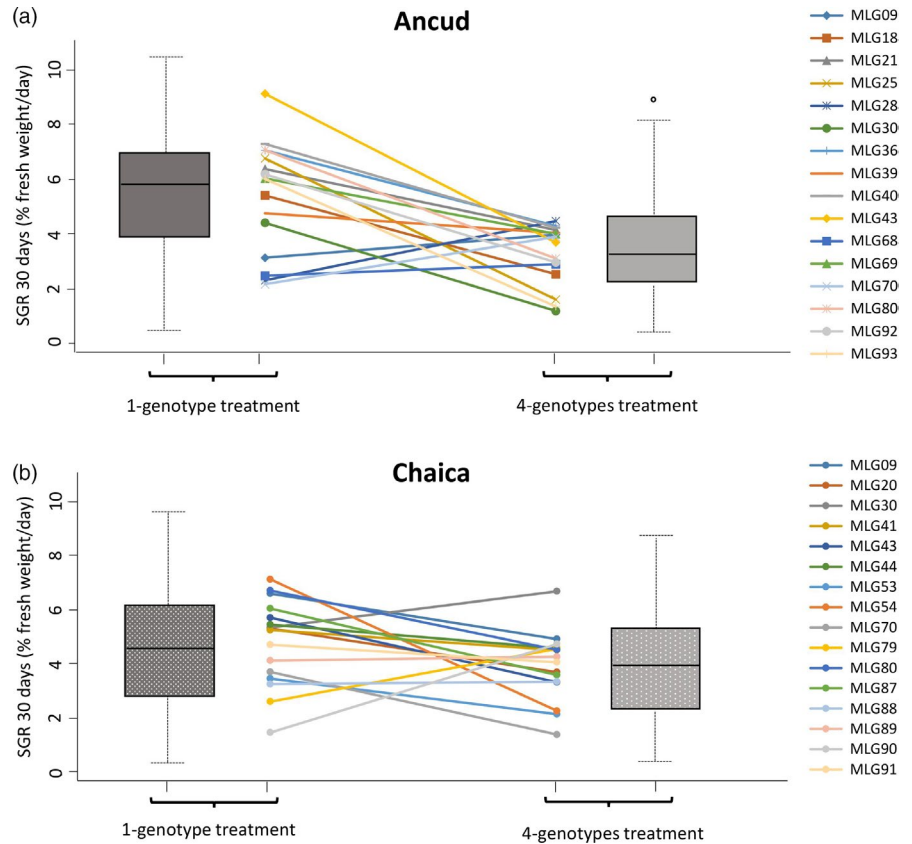 (a)
Ancud
SGR 30 days (% fresh weight/day)
10
8
6
4
2
0
1-genotype treatment
4-genotypes treatment
MLG09
MLG18
MLG21
MLG25
MLG28
MLG30
MLG36
MLG39
MLG40
MLG43
MLG68
MLG69
MLG70
MLG80
MLG92
MLG93
(b)
Chaica
SGR 30 days (% fresh weight/day)
10
8
6
4
2
0
1-genotype treatment
4-genotypes treatment
MLG09
MLG20
MLG30
MLG41
MLG43
MLG44
MLG53
MLG54
MLG70
MLG79
MLG80
MLG87
MLG88
MLG89
MLG90
MLG91